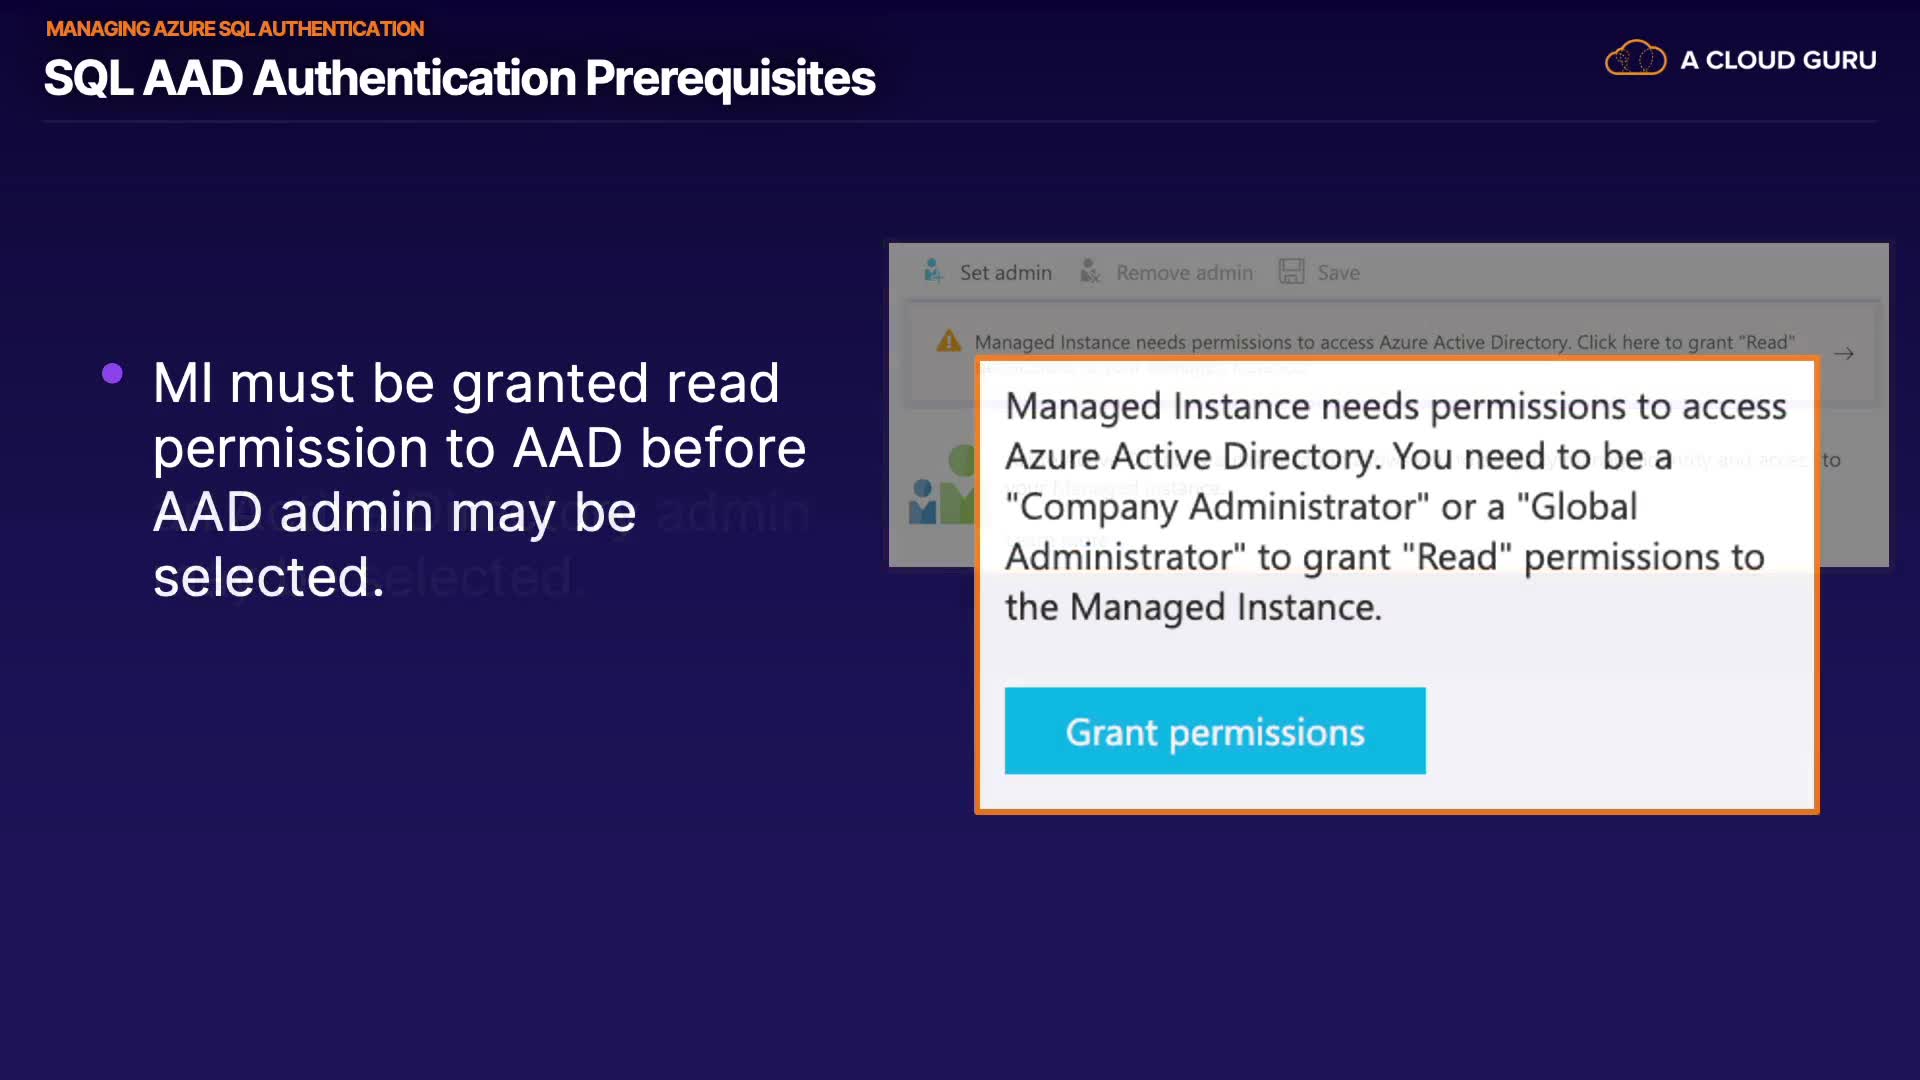 MANAGING AZURE SQL AUTHENTICATION
SQL AAD Authentication Prerequisites
A CLOUD GURU
MI must be granted read
permission to AAD before
AAD admin may be
selected.
Set admin Remove admin Save
Managed Instance needs permissions to access Azure Active Directory. Click here to grant "Read"
Managed Instance needs permissions to access
Azure Active Directory. You need to be a
"Company Administrator" or a "Global
Administrator" to grant "Read" permissions to
the Managed Instance.
Grant permissions
to